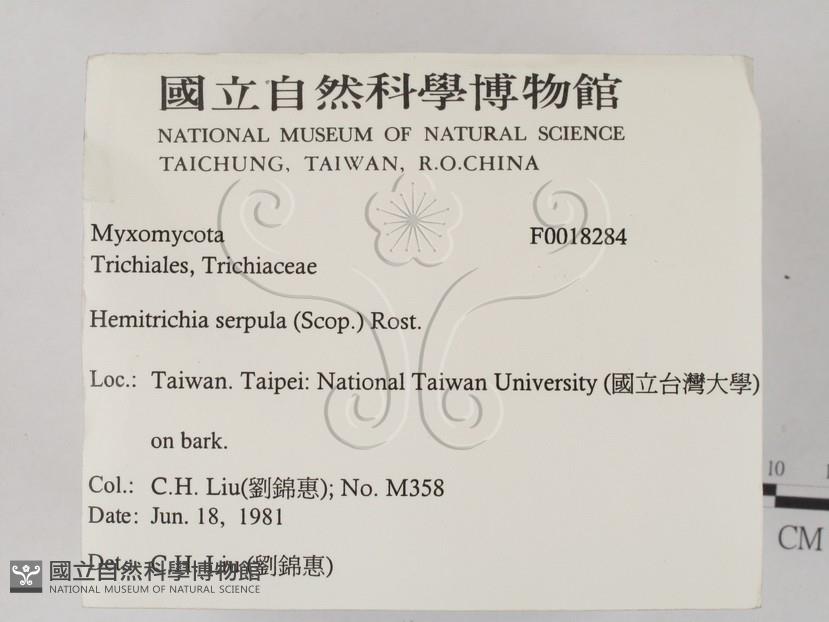 國立自然科學博物館
NATIONAL MUSEUM OF NATURAL SCIENCE
TAICHUNG, TAIWAN, R.O.CHINA
Myxomycota F0018284
Trichiales, Trichiaceae
Hemitrichia serpula (Scop.) Rost.
Loc.: Taiwan. Taipei: National Taiwan University (國立台灣大學)
on bark.
Col.: C.H. Liu(劉錦惠); No. M358
Date: Jun. 18, 1981
Det.: C.H. Liu (劉錦惠)
國立自然科學博物館
NATIONAL MUSEUM OF NATURAL SCIENCE
10
CM